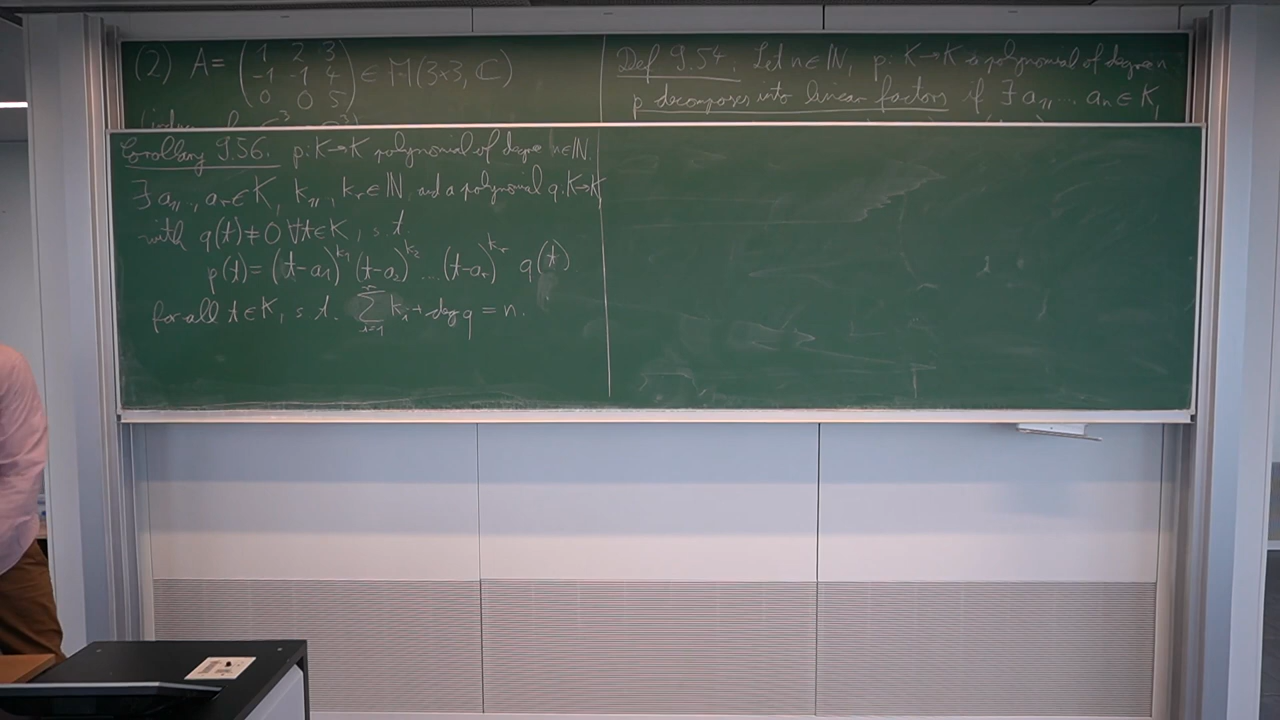 (2) A = ( 1 2 3
-1 -1 4
0 0 5 ) ∈ M(3×3, ℂ)
Def 9.54. Let n∈ℕ, p: K→K is polynomial of degree n
p decomposes into linear factors if ∃ a₁, ... aₙ ∈ K,
Corollary 9.56. p: K→K polynomial of degree n∈ℕ.
∃ a₁, ..., aᵣ∈K, k₁, ..., kᵣ∈ℕ, and a polynomial q: K→K
with q(t)≠0 ∀t∈K, s.t.
p(t) = (t-a₁)^k₁ (t-a₂)^k₂ ... (t-aᵣ)^kᵣ q(t)
for all t∈K, s.t. ∑_{i=1}^{r} kᵢ + deg q = n.